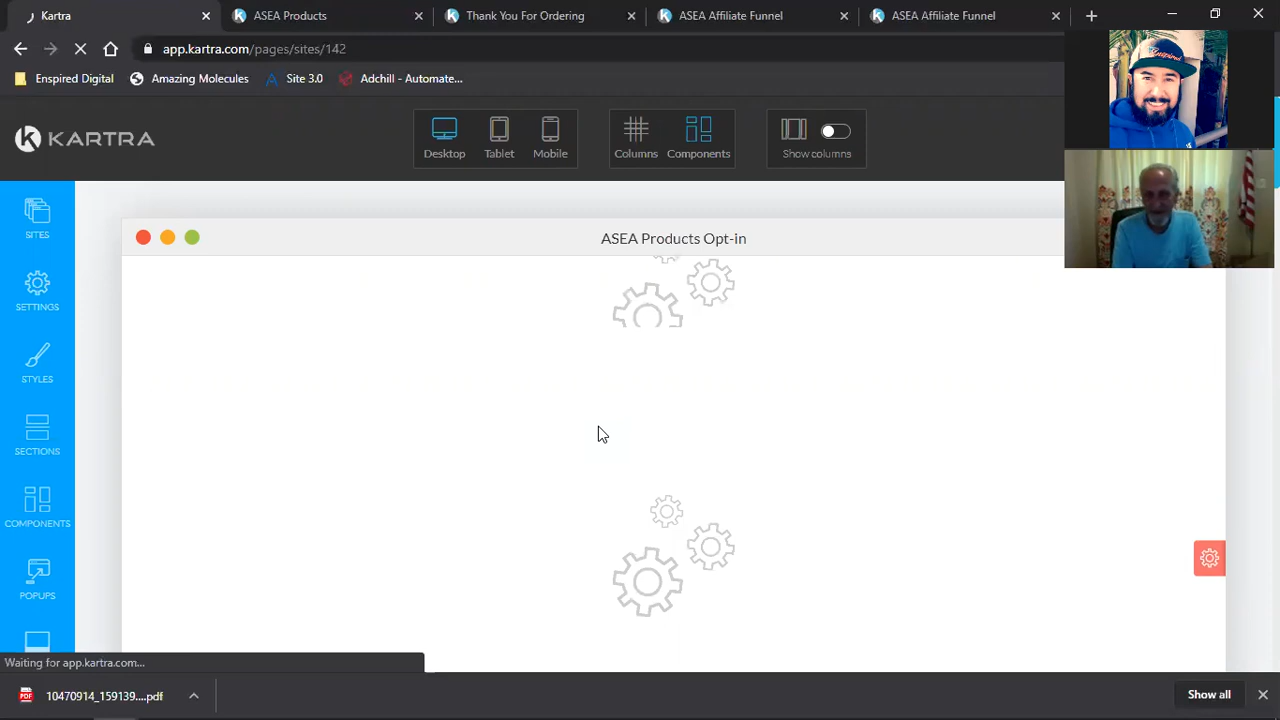 Kartra
ASEA Products
Thank You For Ordering
ASEA Affiliate Funnel
ASEA Affiliate Funnel
app.kartra.com/pages/sites/142
Enspired Digital
Amazing Molecules
Site 3.0
Adchill - Automate...
KARTRA
Desktop
Tablet
Mobile
Columns
Components
Show columns
SITES
SETTINGS
STYLES
SECTIONS
COMPONENTS
POPUPS
ASEA Products Opt-in
Waiting for app.kartra.com...
10470914_159139....pdf
Show all